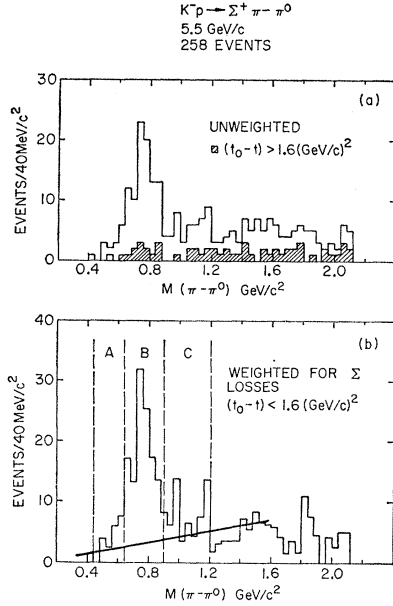 K⁻p → Σ⁺ π⁻ π⁰
5.5 GeV/c
258 EVENTS
(a)
UNWEIGHTED
(t₀-t) > 1.6 (GeV/c)²
30
20
10
0
EVENTS/40 MeV/c²
0.4 0.8 1.2 1.6 2.0
M (π-π⁰) GeV/c²
(b)
A B C
WEIGHTED FOR Σ
LOSSES
(t₀-t) < 1.6 (GeV/c)²
40
30
20
10
0
EVENTS/40MeV/c²
0.4 0.8 1.2 1.6 2.0
M (π-π⁰) GeV/c²